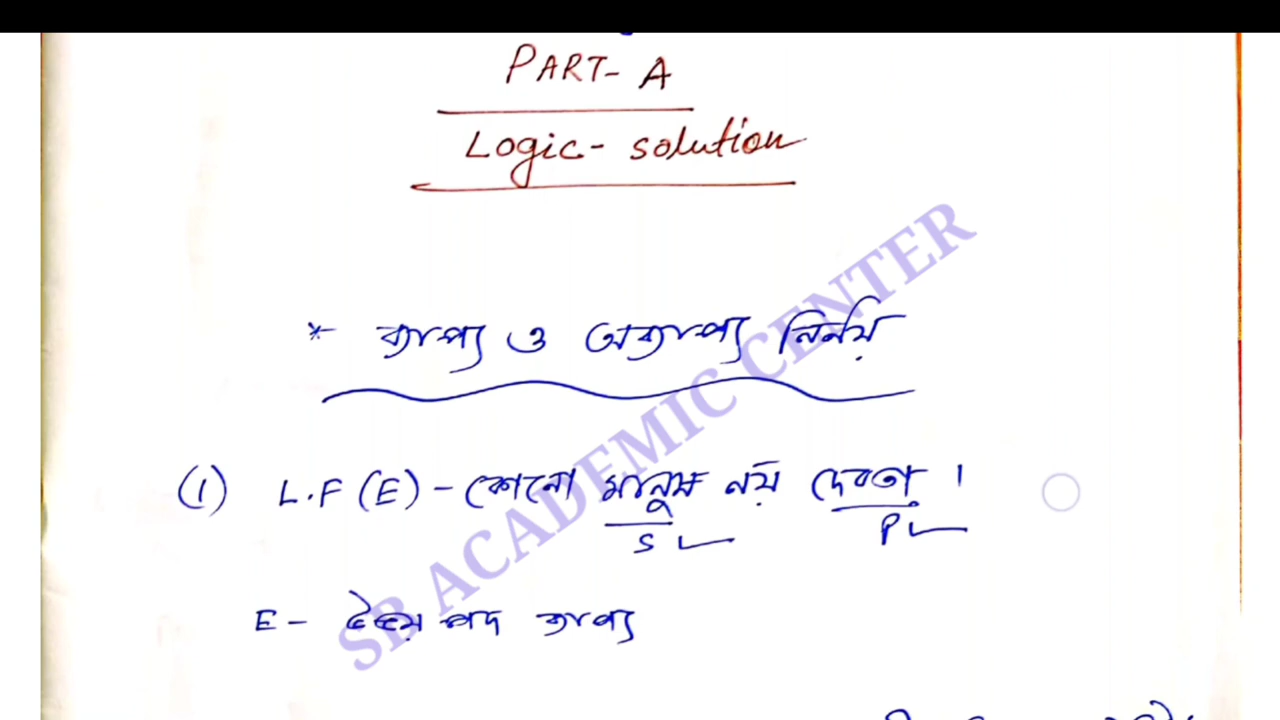 PART- A
Logic- solution
* ব্যাপ্য ও অব্যাপ্য নির্ণয়
(1) L.F (E) - কোনো মানুষ নয় দেবতা ।
S P
E - উভয় পদ ব্যাপ্য
SB ACADEMIC CENTER